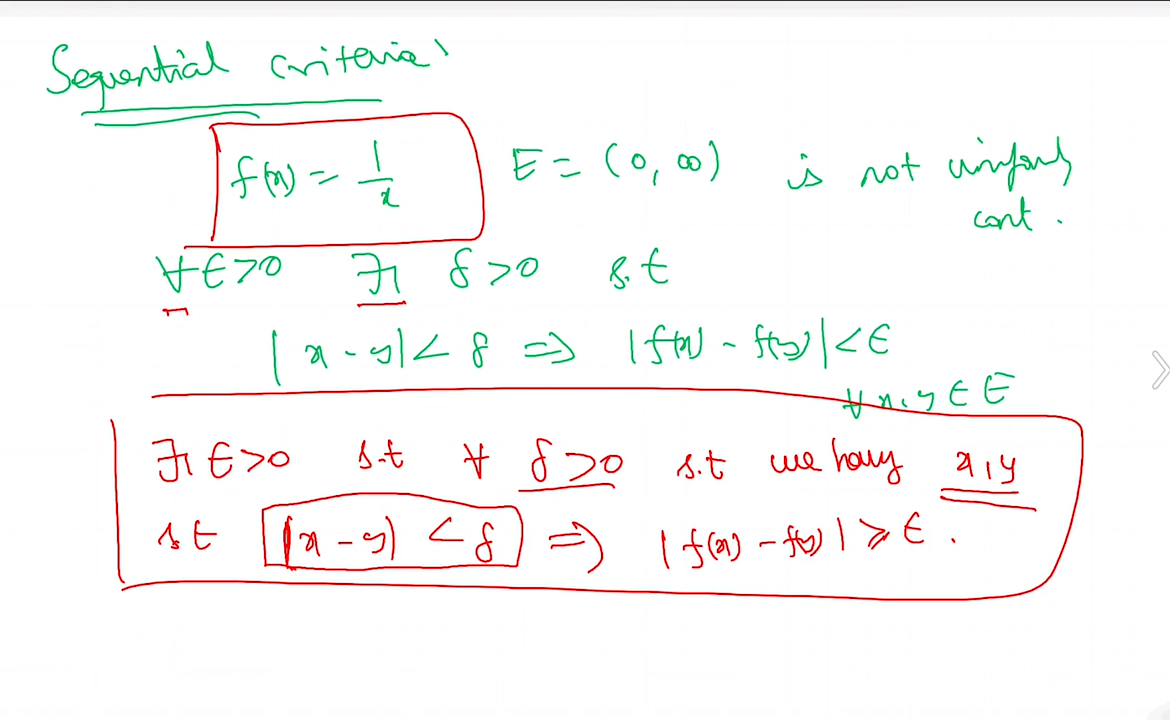 Sequential criteria
f(x) = 1/x E = (0, ∞) is not uniformly
cont.
∀ ϵ>0 ∃ δ>0 s.t
|x - y| < δ ⇒ |f(x) - f(y)| < ϵ
∀ x, y ∈ E
∃ ϵ>0 s.t ∀ δ>0 s.t we have x, y
s t |x - y| < δ ⇒ |f(x) - f(y)| ≥ ϵ.